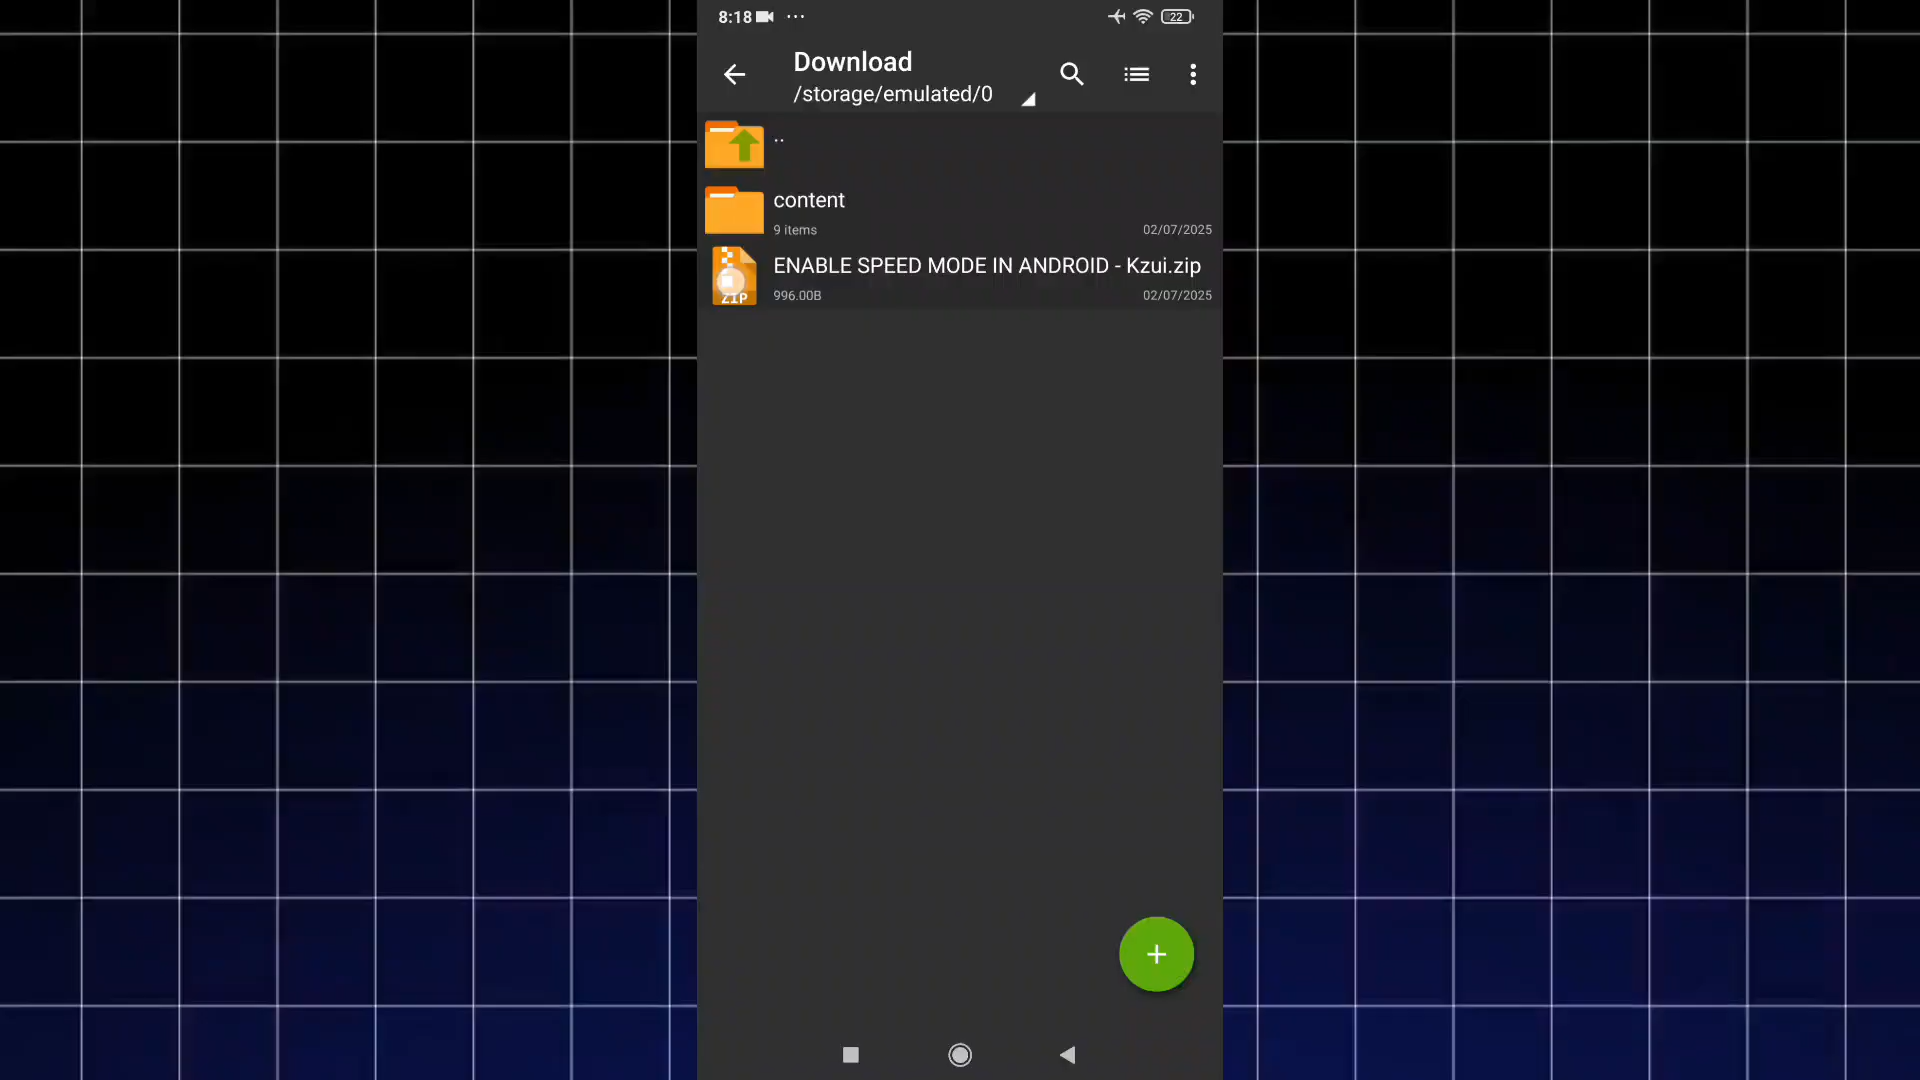 8:18 ...
22
Download
/storage/emulated/0
..
content
9 items 02/07/2025
ENABLE SPEED MODE IN ANDROID - Kzui.zip
ZIP
996.00B 02/07/2025
+